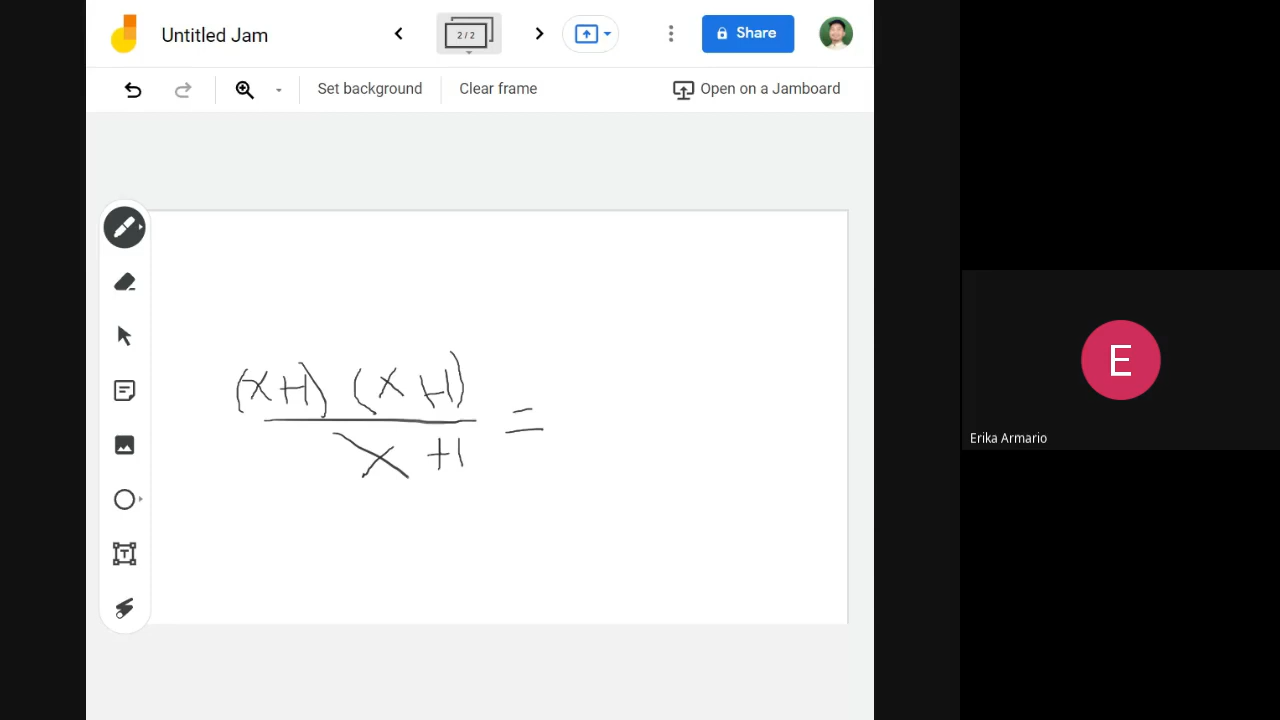 Untitled Jam
2 / 2
Share
Set background
Clear frame
Open on a Jamboard
(x+1) (x+1)
x +1
=
T
E
Erika Armario